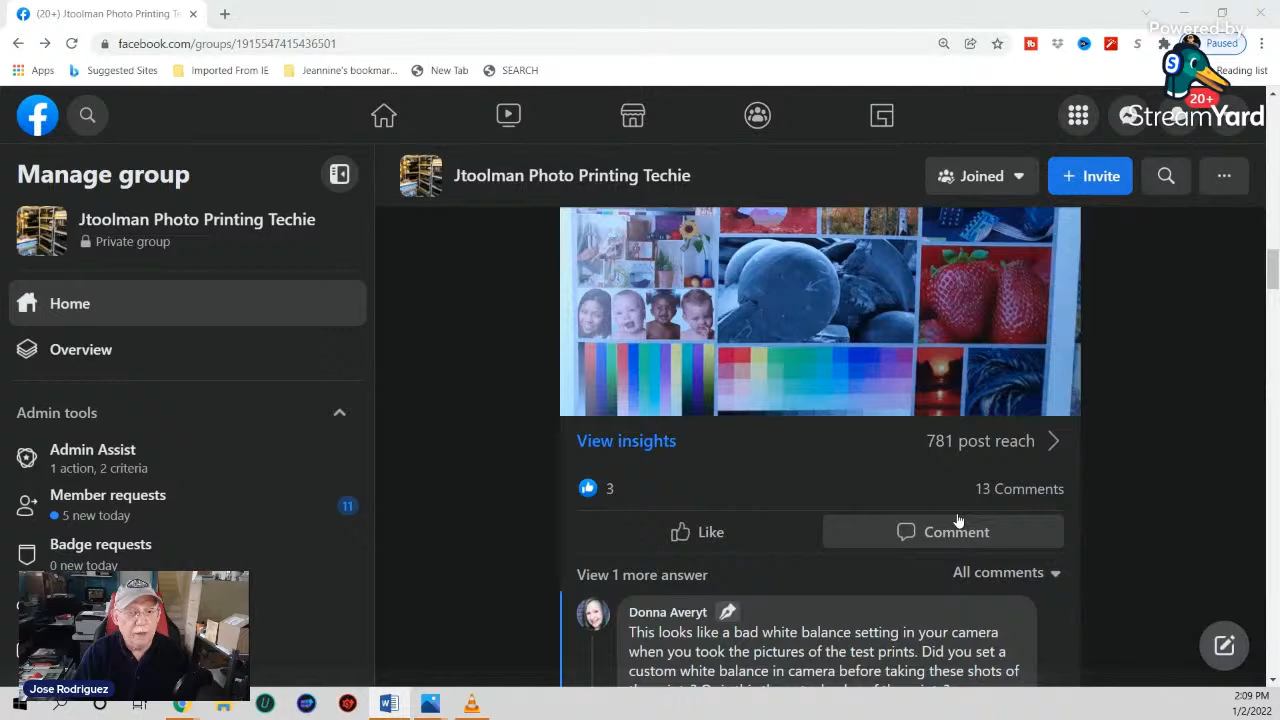 (20+) Jtoolman Photo Printing Te
Powered by
facebook.com/groups/1915547415436501
Paused
Apps
Suggested Sites
Imported From IE
Jeannine's bookmar...
New Tab
SEARCH
Reading list
20+
StreamYard
Manage group
Jtoolman Photo Printing Techie
Joined
+ Invite
Jtoolman Photo Printing Techie
Private group
Home
Overview
Admin tools
Admin Assist
1 action, 2 criteria
Member requests
5 new today
11
Badge requests
0 new today
View insights
781 post reach
3
13 Comments
Like
Comment
View 1 more answer
All comments
Donna Averyt
This looks like a bad white balance setting in your camera
when you took the pictures of the test prints. Did you set a
custom white balance in camera before taking these shots of
Jose Rodriguez
2:09 PM
1/2/2022